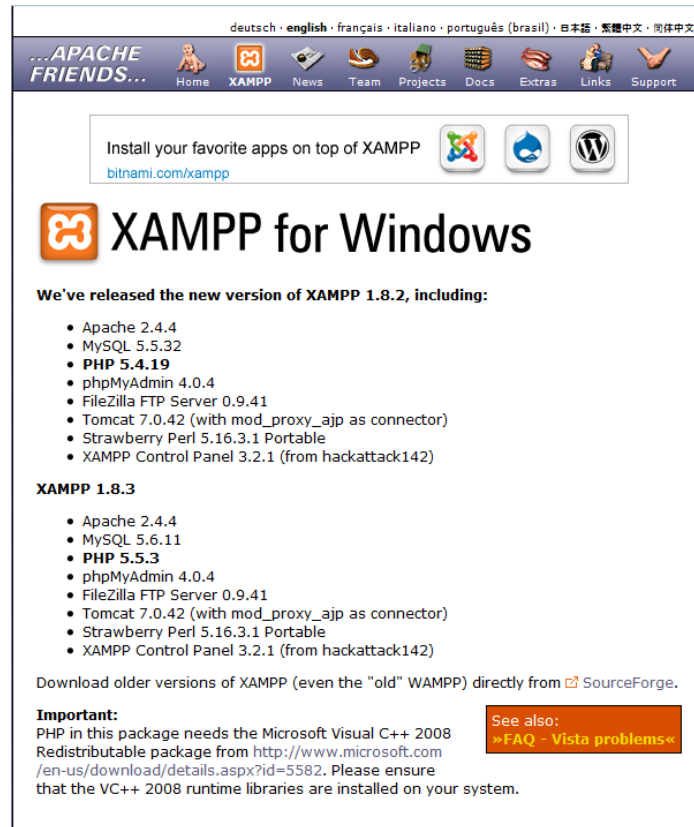 deutsch · english · français · italiano · português (brasil) · 日本語 · 繁體中文 · 简体中文
...APACHE
FRIENDS...
Home XAMPP News Team Projects Docs Extras Links Support
Install your favorite apps on top of XAMPP
bitnami.com/xampp
XAMPP for Windows
We've released the new version of XAMPP 1.8.2, including:
• Apache 2.4.4
• MySQL 5.5.32
• PHP 5.4.19
• phpMyAdmin 4.0.4
• FileZilla FTP Server 0.9.41
• Tomcat 7.0.42 (with mod_proxy_ajp as connector)
• Strawberry Perl 5.16.3.1 Portable
• XAMPP Control Panel 3.2.1 (from hackattack142)
XAMPP 1.8.3
• Apache 2.4.4
• MySQL 5.6.11
• PHP 5.5.3
• phpMyAdmin 4.0.4
• FileZilla FTP Server 0.9.41
• Tomcat 7.0.42 (with mod_proxy_ajp as connector)
• Strawberry Perl 5.16.3.1 Portable
• XAMPP Control Panel 3.2.1 (from hackattack142)
Download older versions of XAMPP (even the "old" WAMPP) directly from SourceForge.
Important:
PHP in this package needs the Microsoft Visual C++ 2008
Redistributable package from http://www.microsoft.com
/en-us/download/details.aspx?id=5582. Please ensure
that the VC++ 2008 runtime libraries are installed on your system.
See also:
»FAQ - Vista problems«